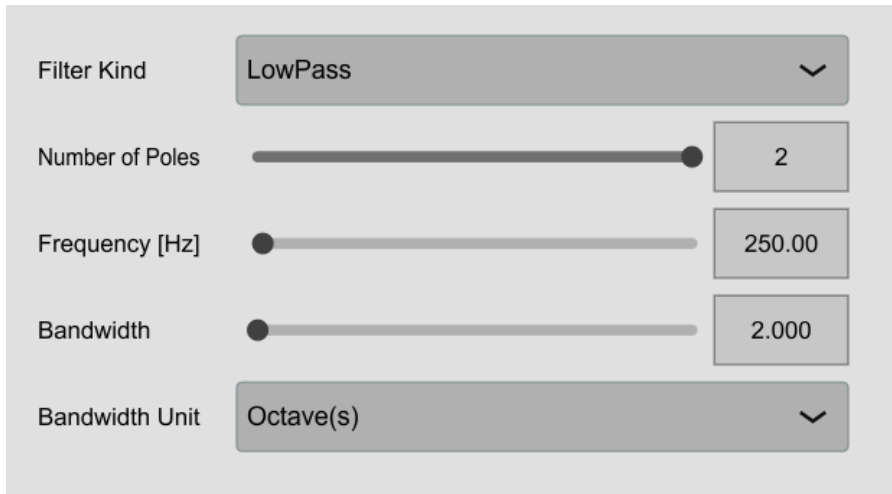 Filter Kind LowPass
Number of Poles 2
Frequency [Hz] 250.00
Bandwidth 2.000
Bandwidth Unit Octave(s)